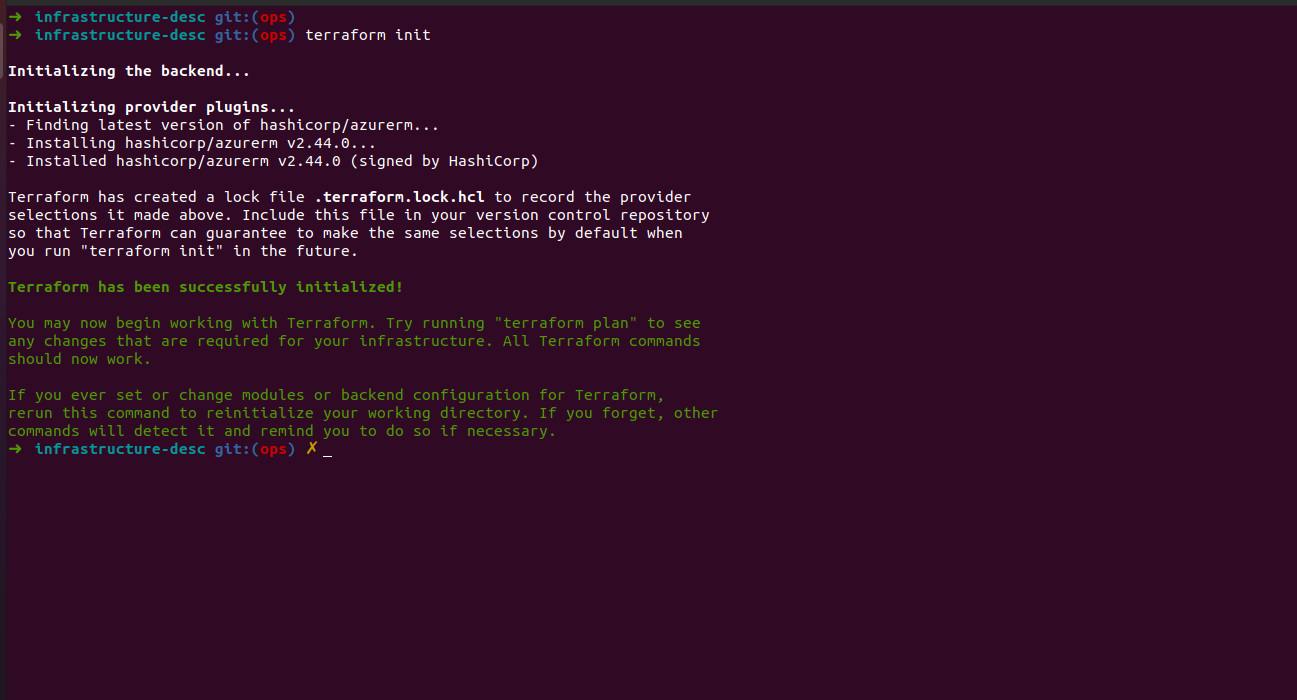 ➜  infrastructure-desc git:(ops)
➜  infrastructure-desc git:(ops) terraform init
Initializing the backend...
Initializing provider plugins...
- Finding latest version of hashicorp/azurerm...
- Installing hashicorp/azurerm v2.44.0...
- Installed hashicorp/azurerm v2.44.0 (signed by HashiCorp)
Terraform has created a lock file .terraform.lock.hcl to record the provider
selections it made above. Include this file in your version control repository
so that Terraform can guarantee to make the same selections by default when
you run "terraform init" in the future.
Terraform has been successfully initialized!
You may now begin working with Terraform. Try running "terraform plan" to see
any changes that are required for your infrastructure. All Terraform commands
should now work.
If you ever set or change modules or backend configuration for Terraform,
rerun this command to reinitialize your working directory. If you forget, other
commands will detect it and remind you to do so if necessary.
➜  infrastructure-desc git:(ops) ✗ _